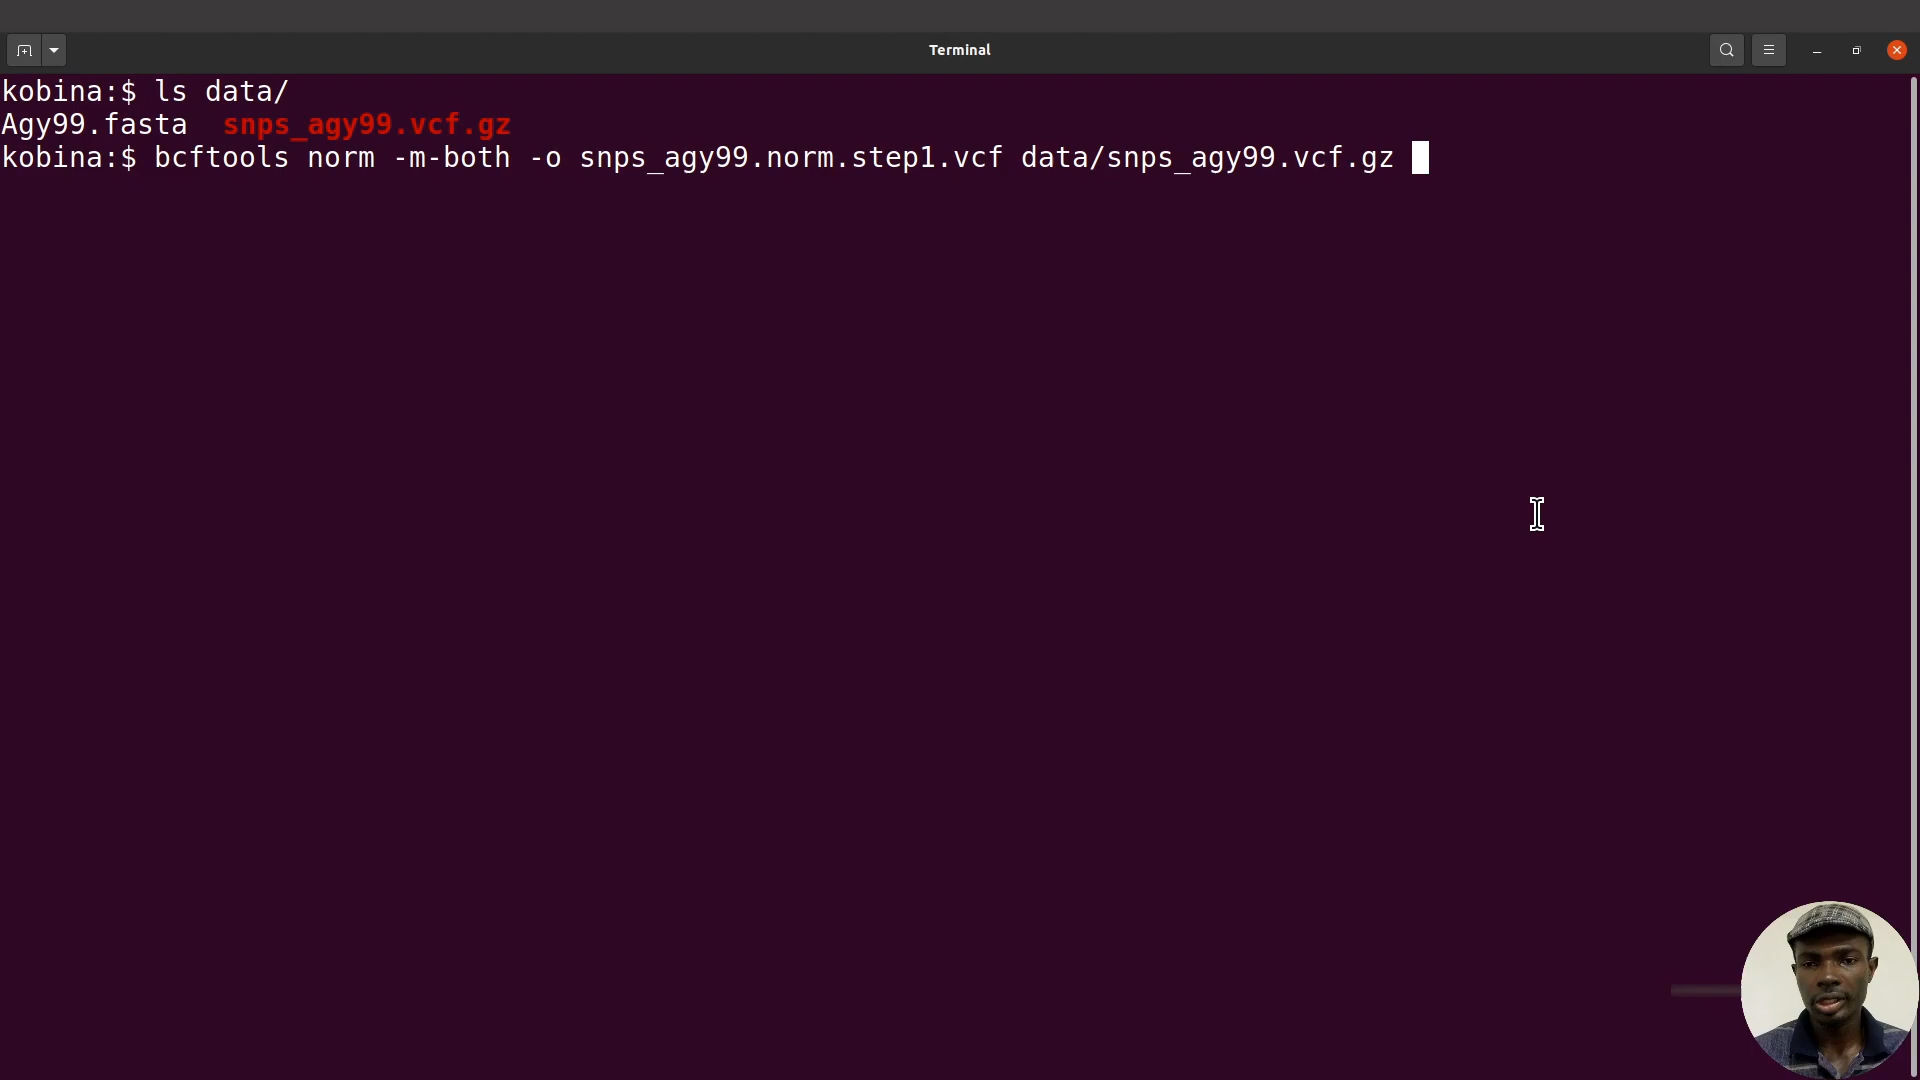 Terminal
kobina:$ ls data/
Agy99.fasta  snps_agy99.vcf.gz
kobina:$ bcftools norm -m-both -o snps_agy99.norm.step1.vcf data/snps_agy99.vcf.gz